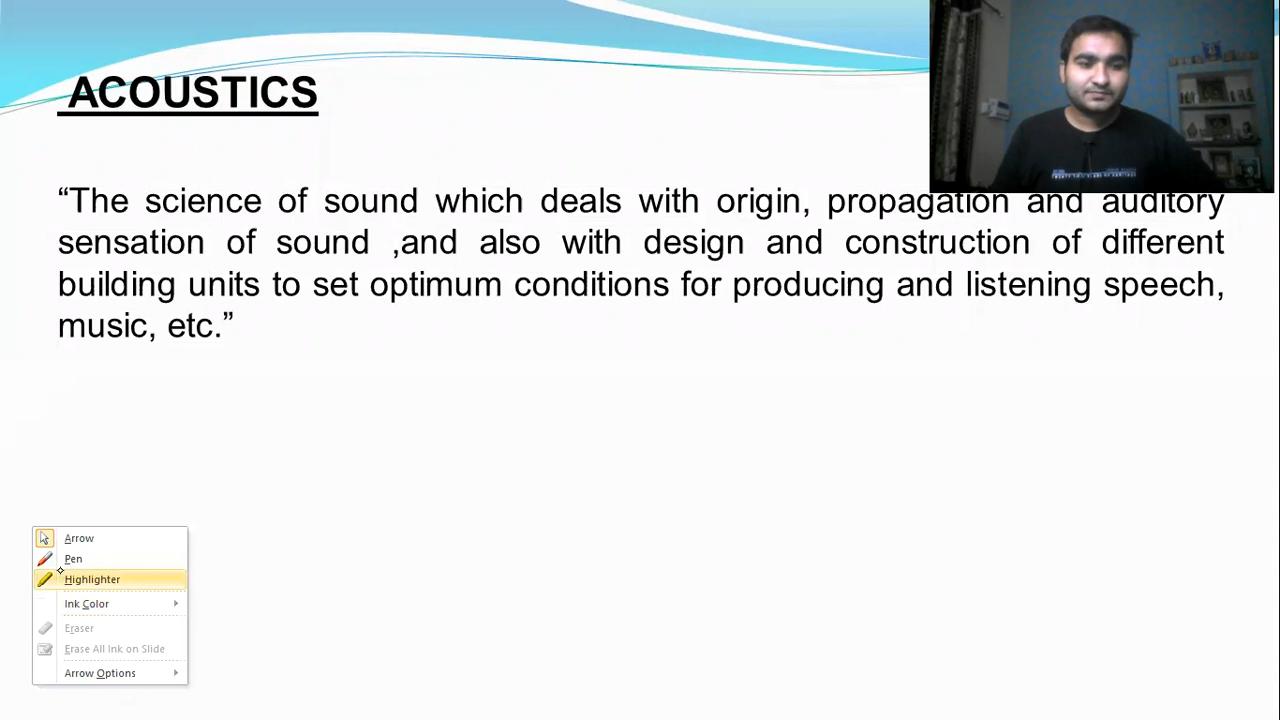 ACOUSTICS
“The science of sound which deals with origin, propagation and auditory
sensation of sound ,and also with design and construction of different
building units to set optimum conditions for producing and listening speech,
music, etc.”
Arrow
Pen
Highlighter
Ink Color
Eraser
Erase All Ink on Slide
Arrow Options